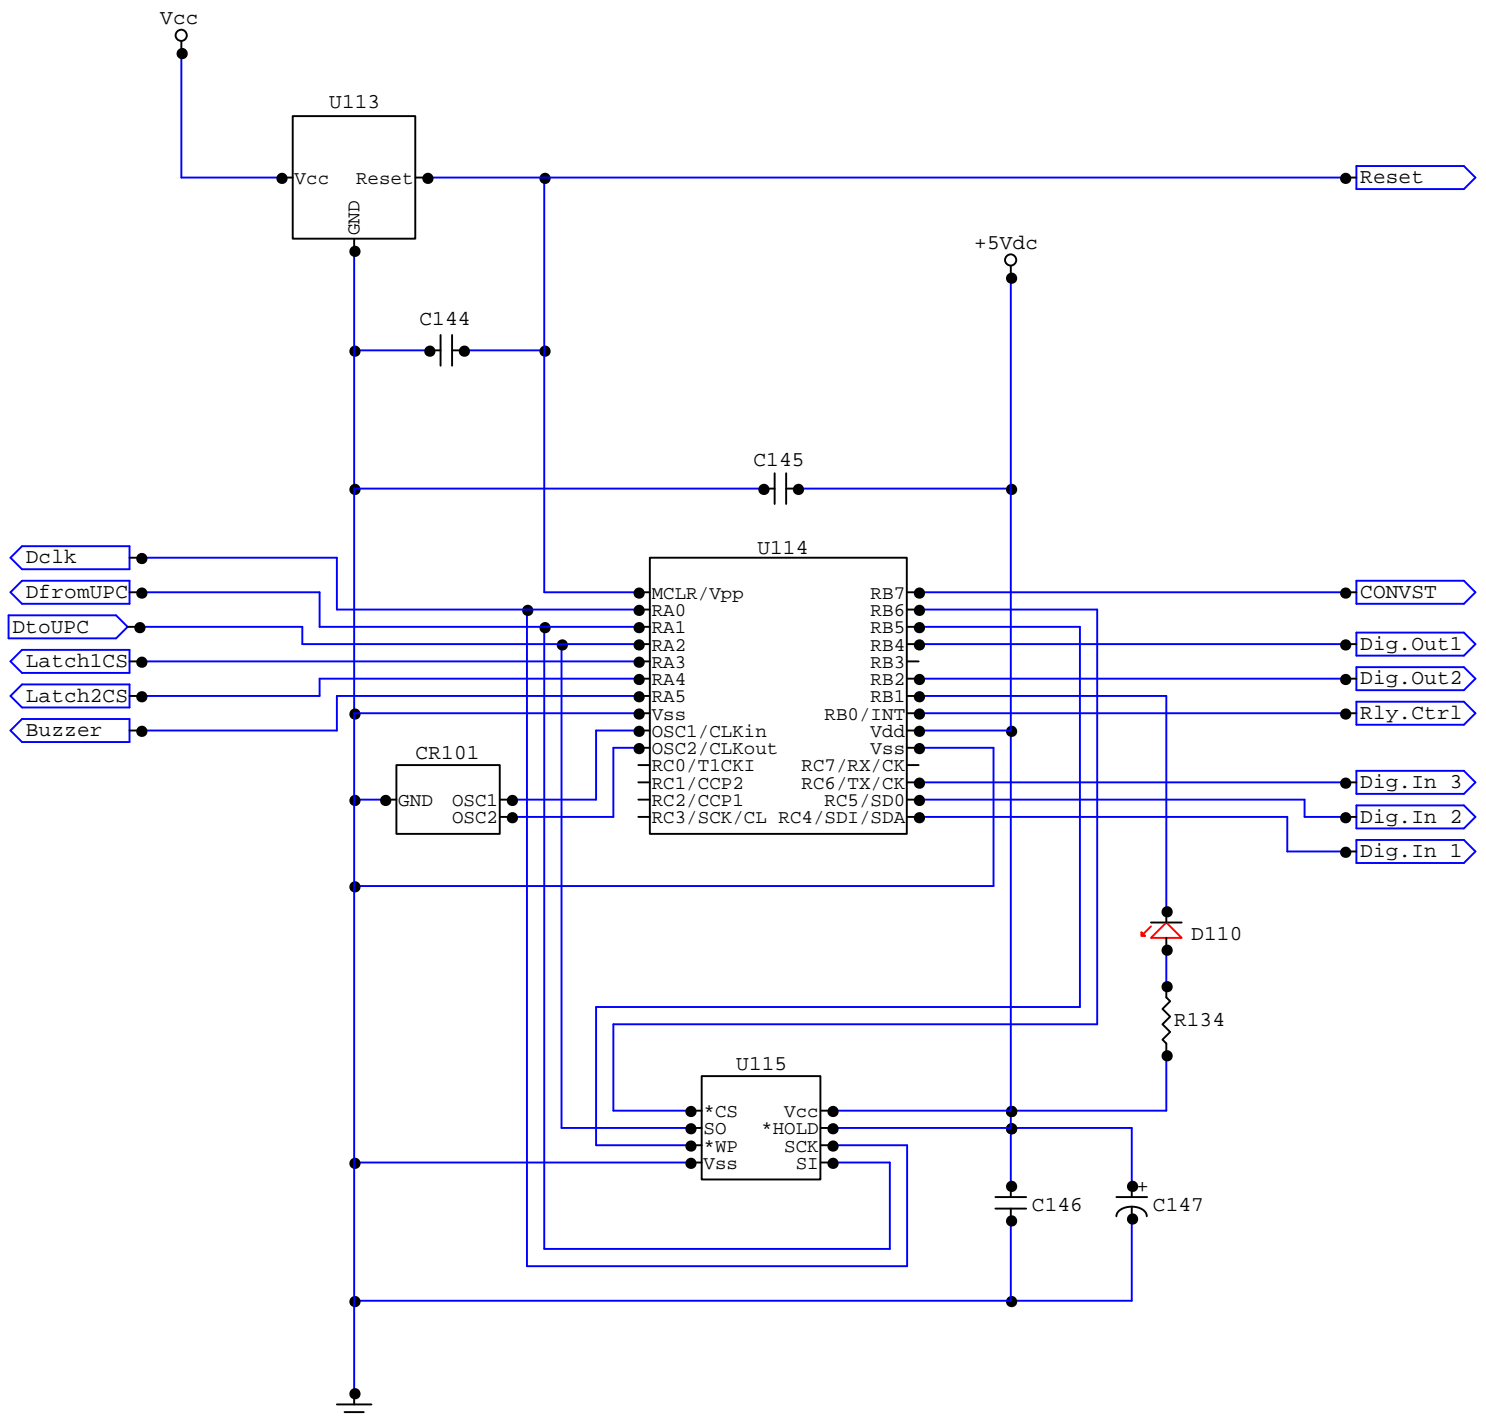 Vcc
U113
Vcc
Reset
GND
Reset
+5Vdc
C144
C145
Dclk
DfromUPC
DtoUPC
Latch1CS
Latch2CS
Buzzer
U114
MCLR/Vpp
RA0
RA1
RA2
RA3
RA4
RA5
Vss
OSC1/CLKin
OSC2/CLKout
RC0/T1CKI
RC1/CCP2
RC2/CCP1
RC3/SCK/CL
RB7
RB6
RB5
RB4
RB3
RB2
RB1
RB0/INT
Vdd
Vss
RC7/RX/CK
RC6/TX/CK
RC5/SD0
RC4/SDI/SDA
CONVST
Dig.Out1
Dig.Out2
Rly.Ctrl
Dig.In 3
Dig.In 2
Dig.In 1
CR101
GND
OSC1
OSC2
D110
R134
U115
*CS
SO
*WP
Vss
Vcc
*HOLD
SCK
SI
C146
+
C147